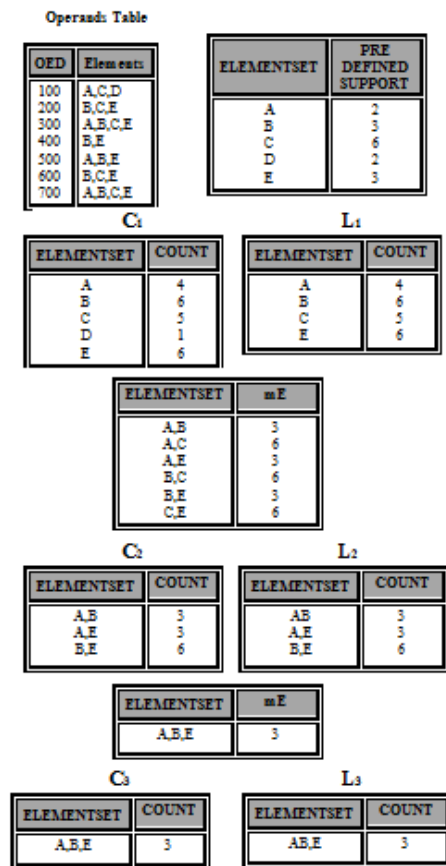 Operands Table
OED Elements
100 A,C,D
200 B,C,E
300 A,B,C,E
400 B,E
500 A,B,E
600 B,C,E
700 A,B,C,E
ELEMENTSET PRE DEFINED SUPPORT
A 2
B 3
C 6
D 2
E 3
C1
ELEMENTSET COUNT
A 4
B 6
C 5
D 1
E 6
L1
ELEMENTSET COUNT
A 4
B 6
C 5
E 6
ELEMENTSET mE
A,B 3
A,C 6
A,E 3
B,C 6
B,E 3
C,E 6
C2
ELEMENTSET COUNT
A,B 3
A,E 3
B,E 6
L2
ELEMENTSET COUNT
AB 3
A,E 3
B,E 6
ELEMENTSET mE
A,B,E 3
C3
ELEMENTSET COUNT
A,B,E 3
L3
ELEMENTSET COUNT
AB,E 3